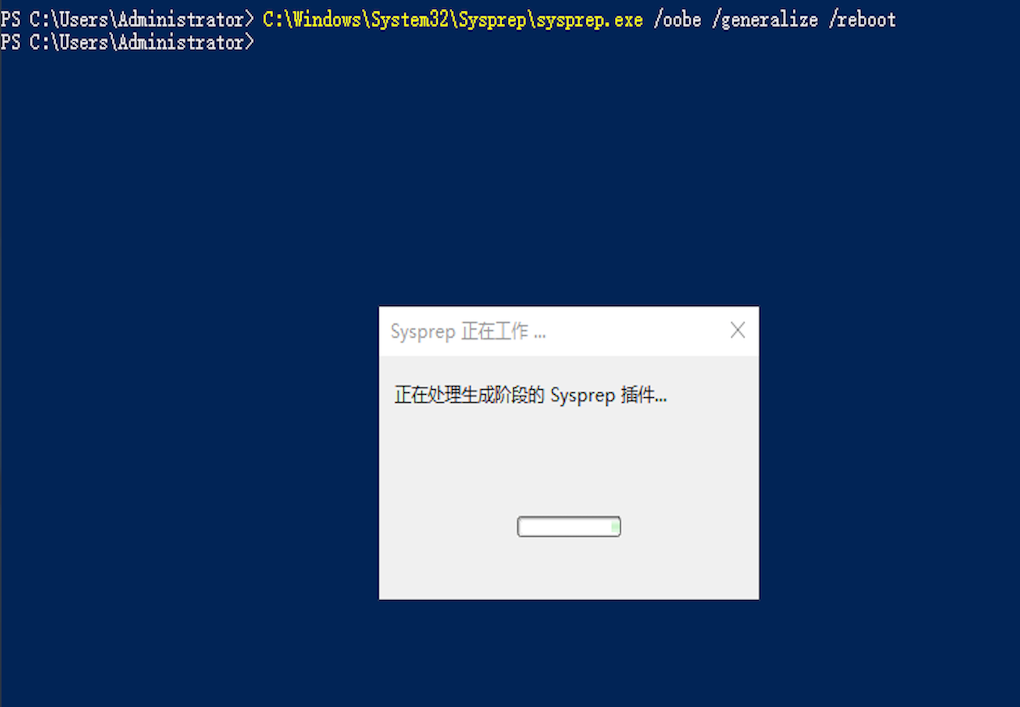 PS C:\Users\Administrator> C:\Windows\System32\Sysprep\sysprep.exe /oobe /generalize /reboot
PS C:\Users\Administrator>
Sysprep 正在工作 ...
正在处理生成阶段的 Sysprep 插件...